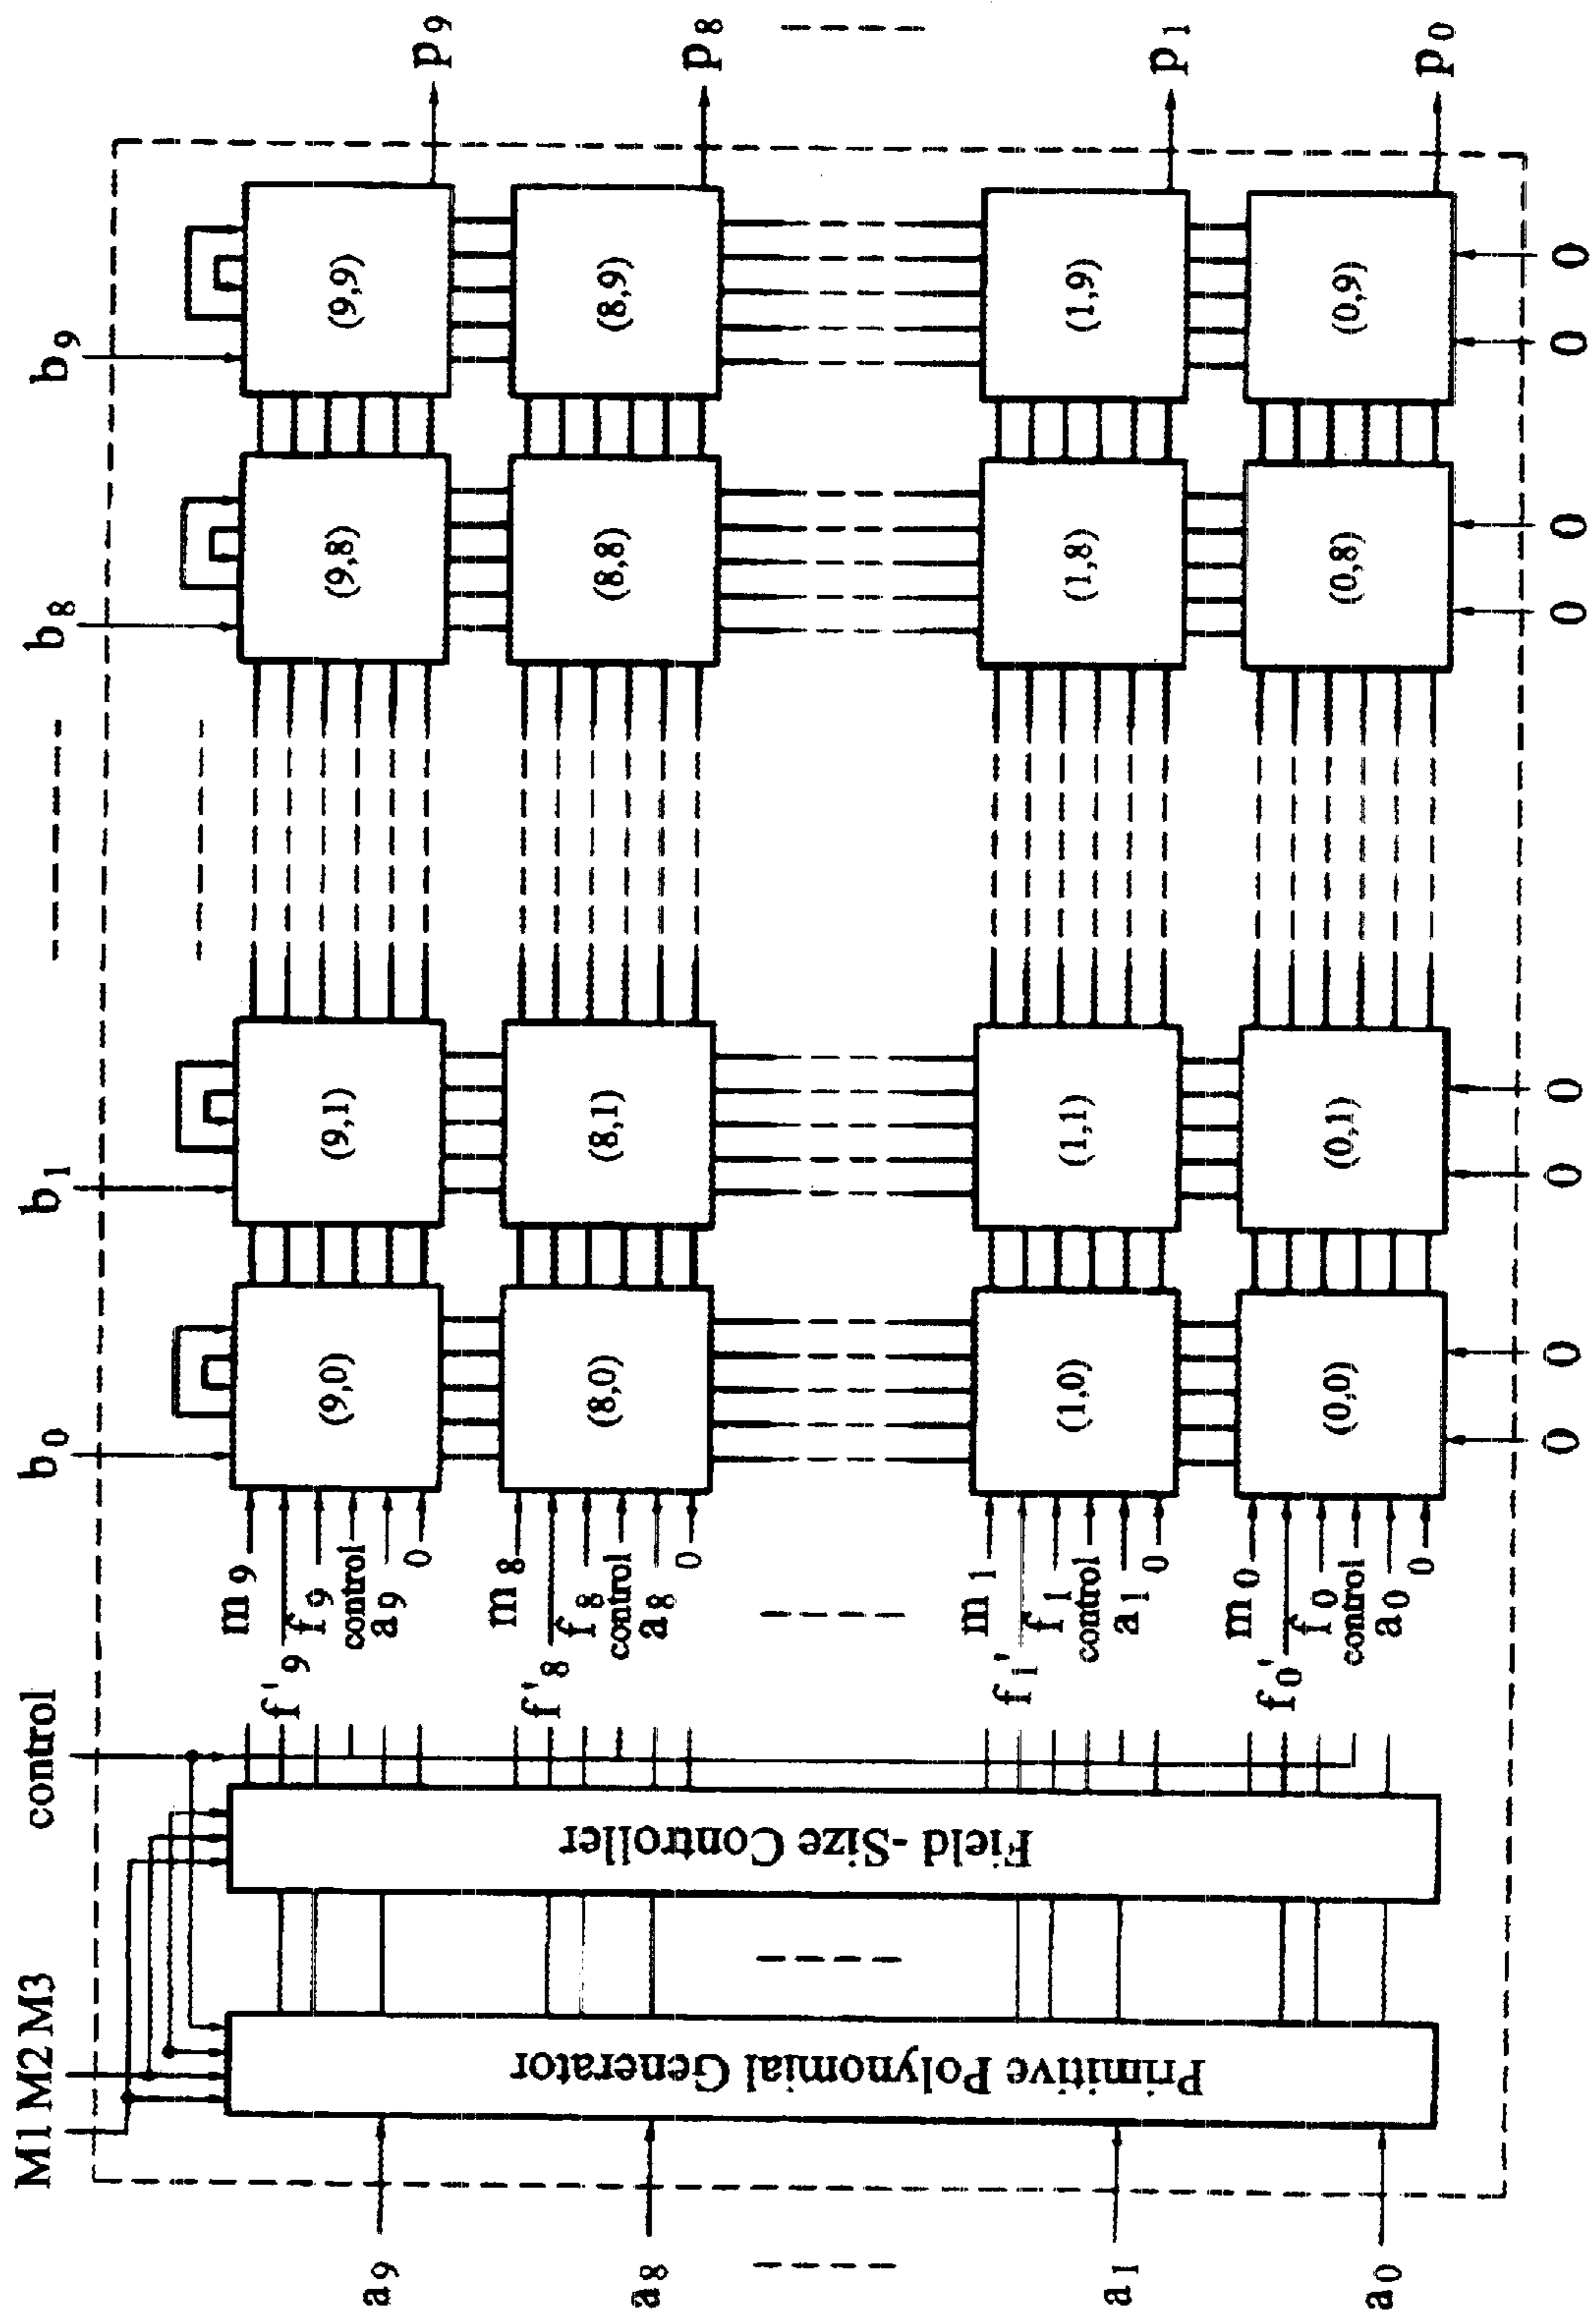 b0 b1 b8 b9
M1 M2 M3 control
a9
a8
a1
a0
Primitive Polynomial Generator
Field-Size Controller
m9
f'9
f9
control
a9
0
m8
f'8
f8
control
a8
0
m1
f1'
f1
control
a1
0
m0
f0'
f0
control
a0
0
(9,0) (9,1) (9,8) (9,9)
(8,0) (8,1) (8,8) (8,9)
(1,0) (1,1) (1,8) (1,9)
(0,0) (0,1) (0,8) (0,9)
p9
p8
p1
p0
0 0 0 0 0 0 0 0